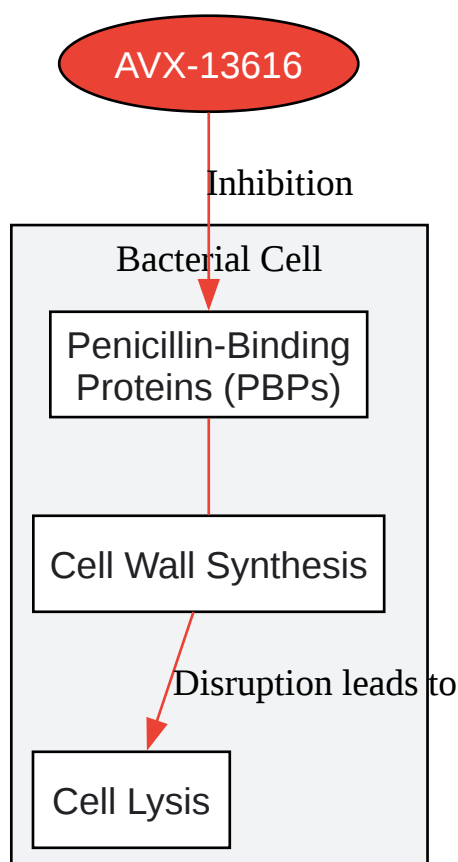 AVX-13616
Inhibition
Bacterial Cell
Penicillin-Binding
Proteins (PBPs)
Cell Wall Synthesis
Disruption leads to
Cell Lysis